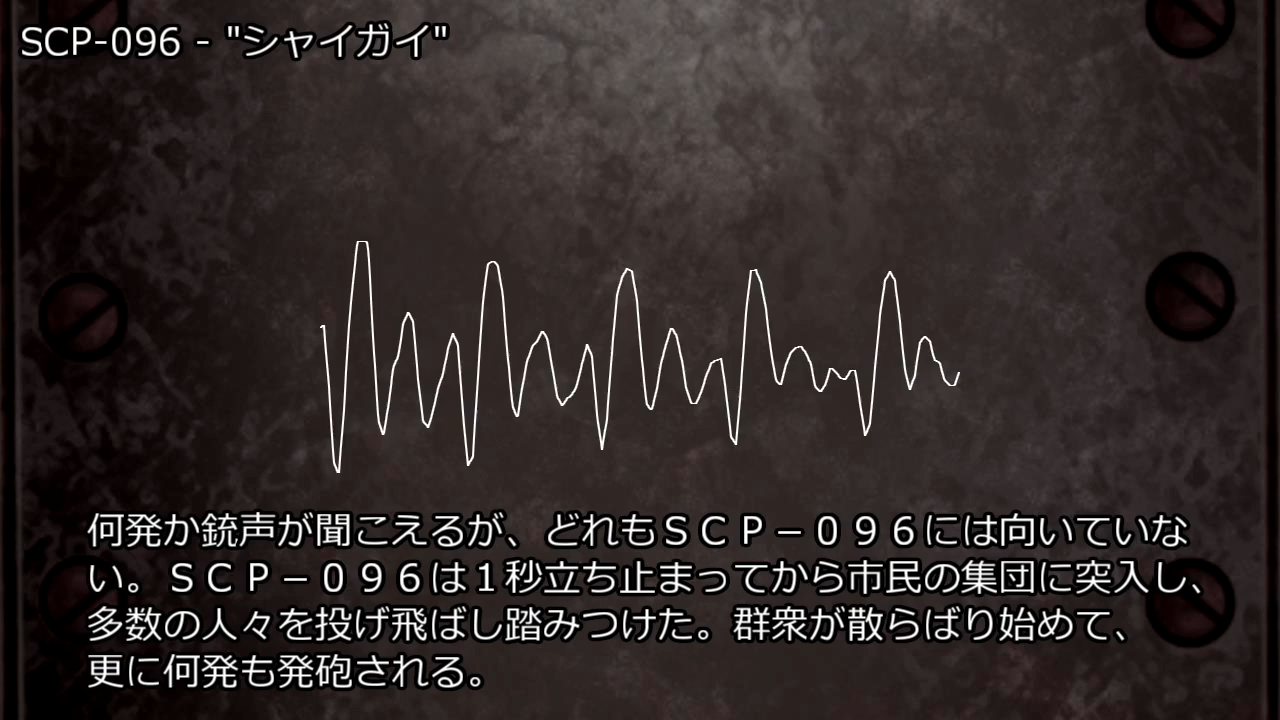 SCP-096 - "シャイガイ"
何発か銃声が聞こえるが、どれもＳＣＰ－０９６には向いていな
い。ＳＣＰ－０９６は１秒立ち止まってから市民の集団に突入し、
多数の人々を投げ飛ばし踏みつけた。群衆が散らばり始めて、
更に何発も発砲される。